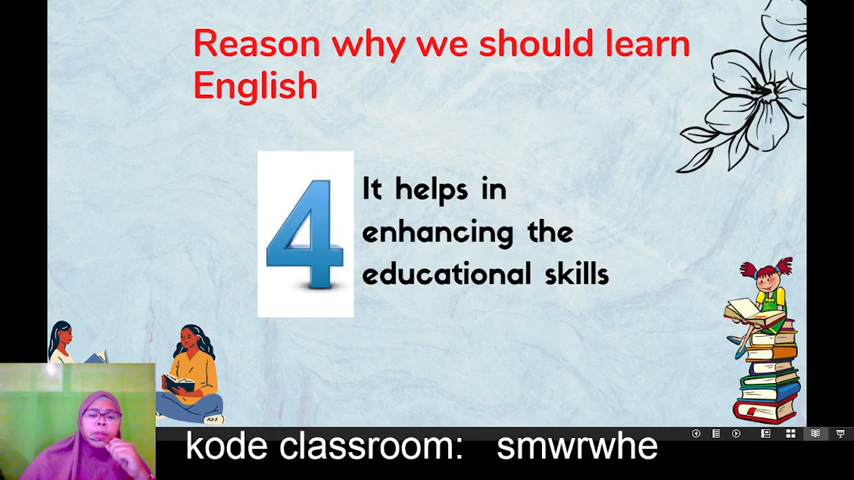 Reason why we should learn
English
4
It helps in
enhancing the
educational skills
kode classroom: smwrwhe